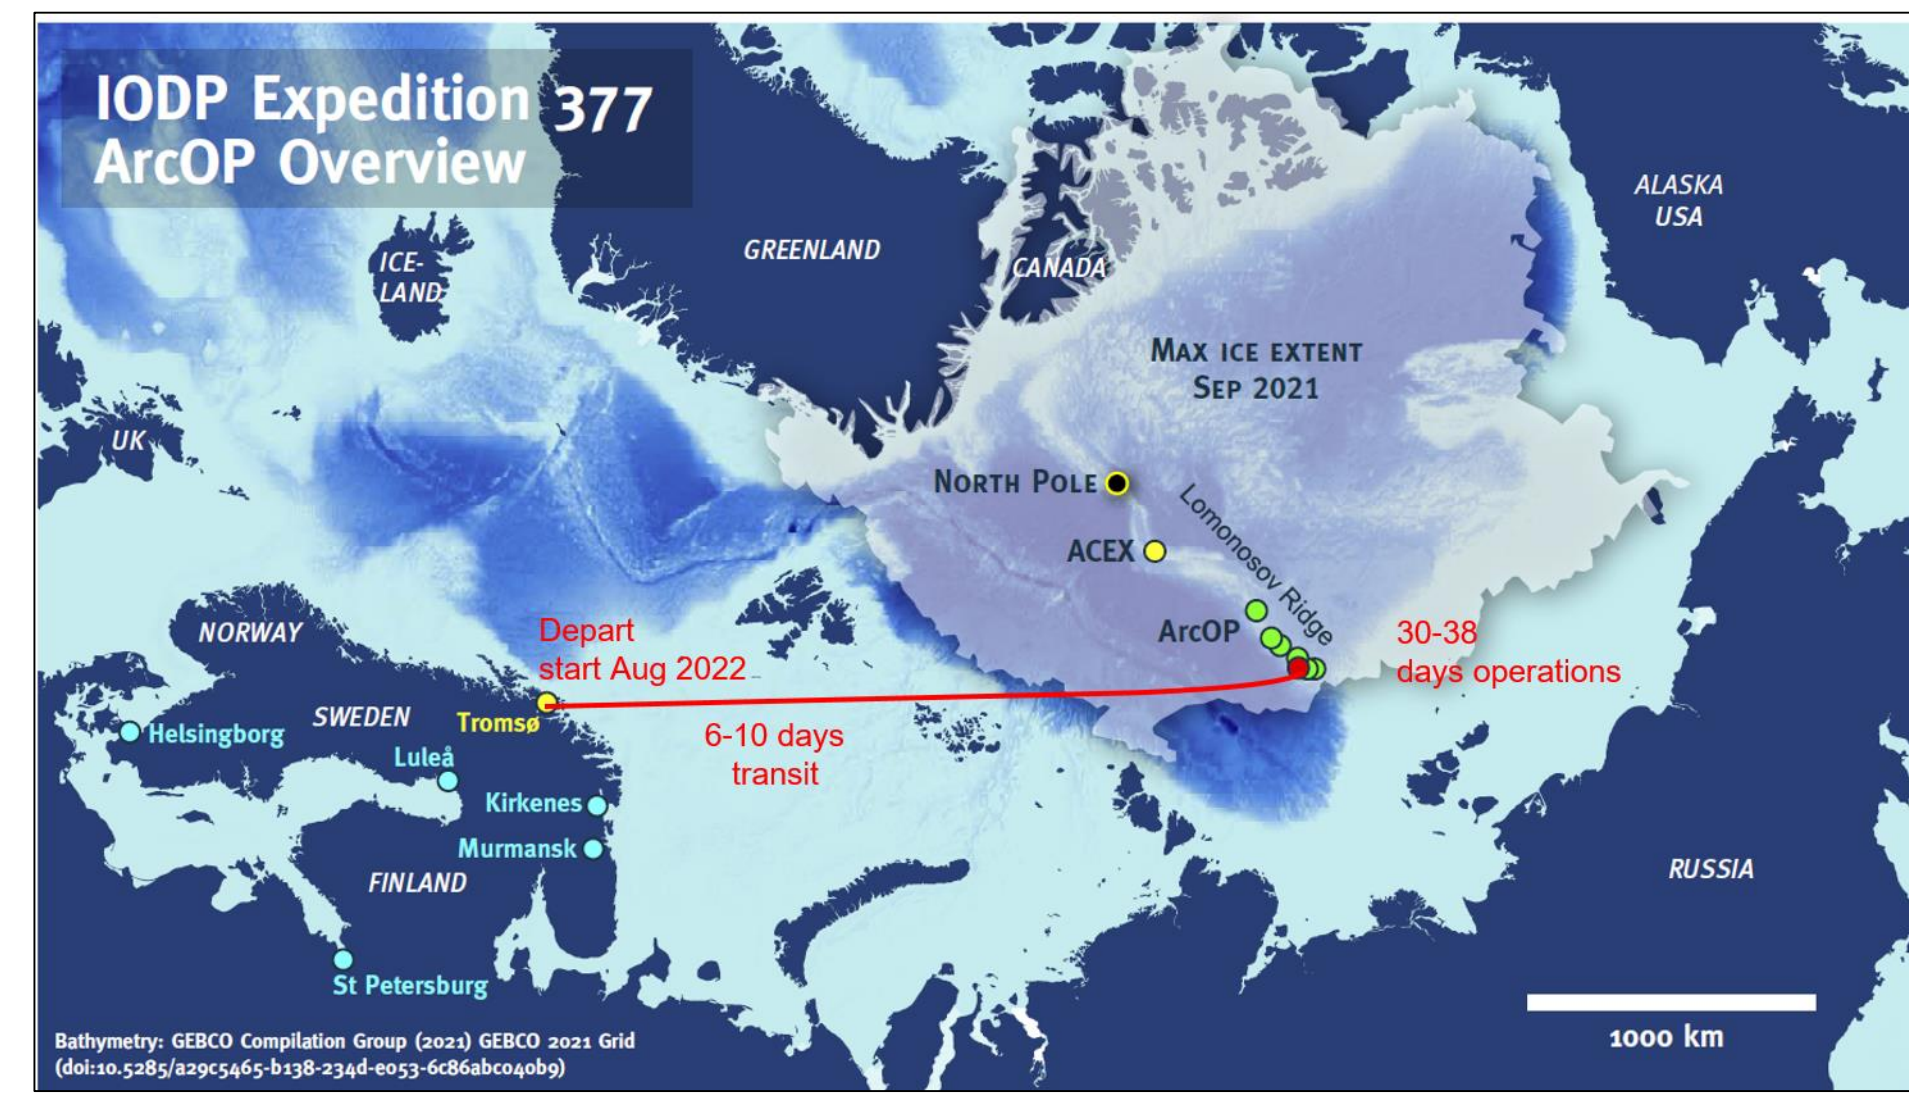 IODP Expedition 377
ArcOP Overview
ALASKA
USA
GREENLAND
ICE-
LAND
CANADA
MAX ICE EXTENT
SEP 2021
UK
NORTH POLE
Lomonosov Ridge
ACEX
ArcOP
NORWAY
Depart
start Aug 2022
30-38
days operations
SWEDEN
Tromsø
Helsingborg
6-10 days
transit
Luleå
Kirkenes
Murmansk
FINLAND
RUSSIA
St Petersburg
1000 km
Bathymetry: GEBCO Compilation Group (2021) GEBCO 2021 Grid
(doi:10.5285/a29c5465-b138-234d-e053-6c86abc040b9)